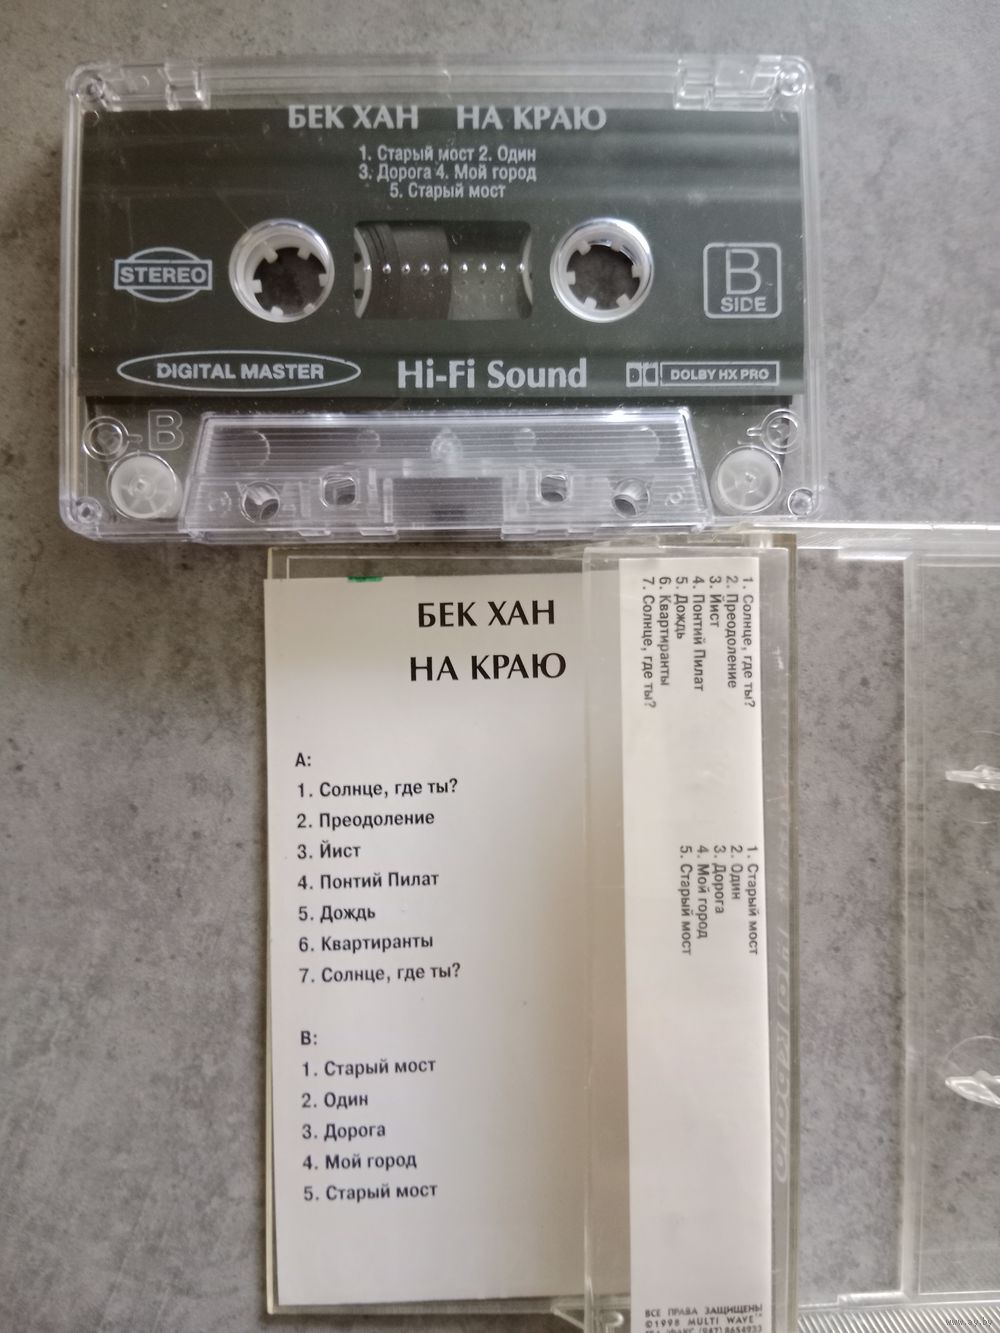 БЕК ХАН НА КРАЮ
1. Старый мост 2. Один
3. Дорога 4. Мой город
5. Старый мост
STEREO
B
SIDE
DIGITAL MASTER
Hi-Fi Sound
DOLBY HX PRO
B
БЕК ХАН
НА КРАЮ
A:
1. Солнце, где ты?
2. Преодоление
3. Йист
4. Понтий Пилат
5. Дождь
6. Квартиранты
7. Солнце, где ты?
B:
1. Старый мост
2. Один
3. Дорога
4. Мой город
5. Старый мост
1. Солнце, где ты?
2. Преодоление
3. Йист
4. Понтий Пилат
5. Дождь
6. Квартиранты
7. Солнце, где ты?
1. Старый мост
2. Один
3. Дорога
4. Мой город
5. Старый мост
ВСЕ ПРАВА ЗАЩИЩЕНЫ
©1998 MULTI WAVE™